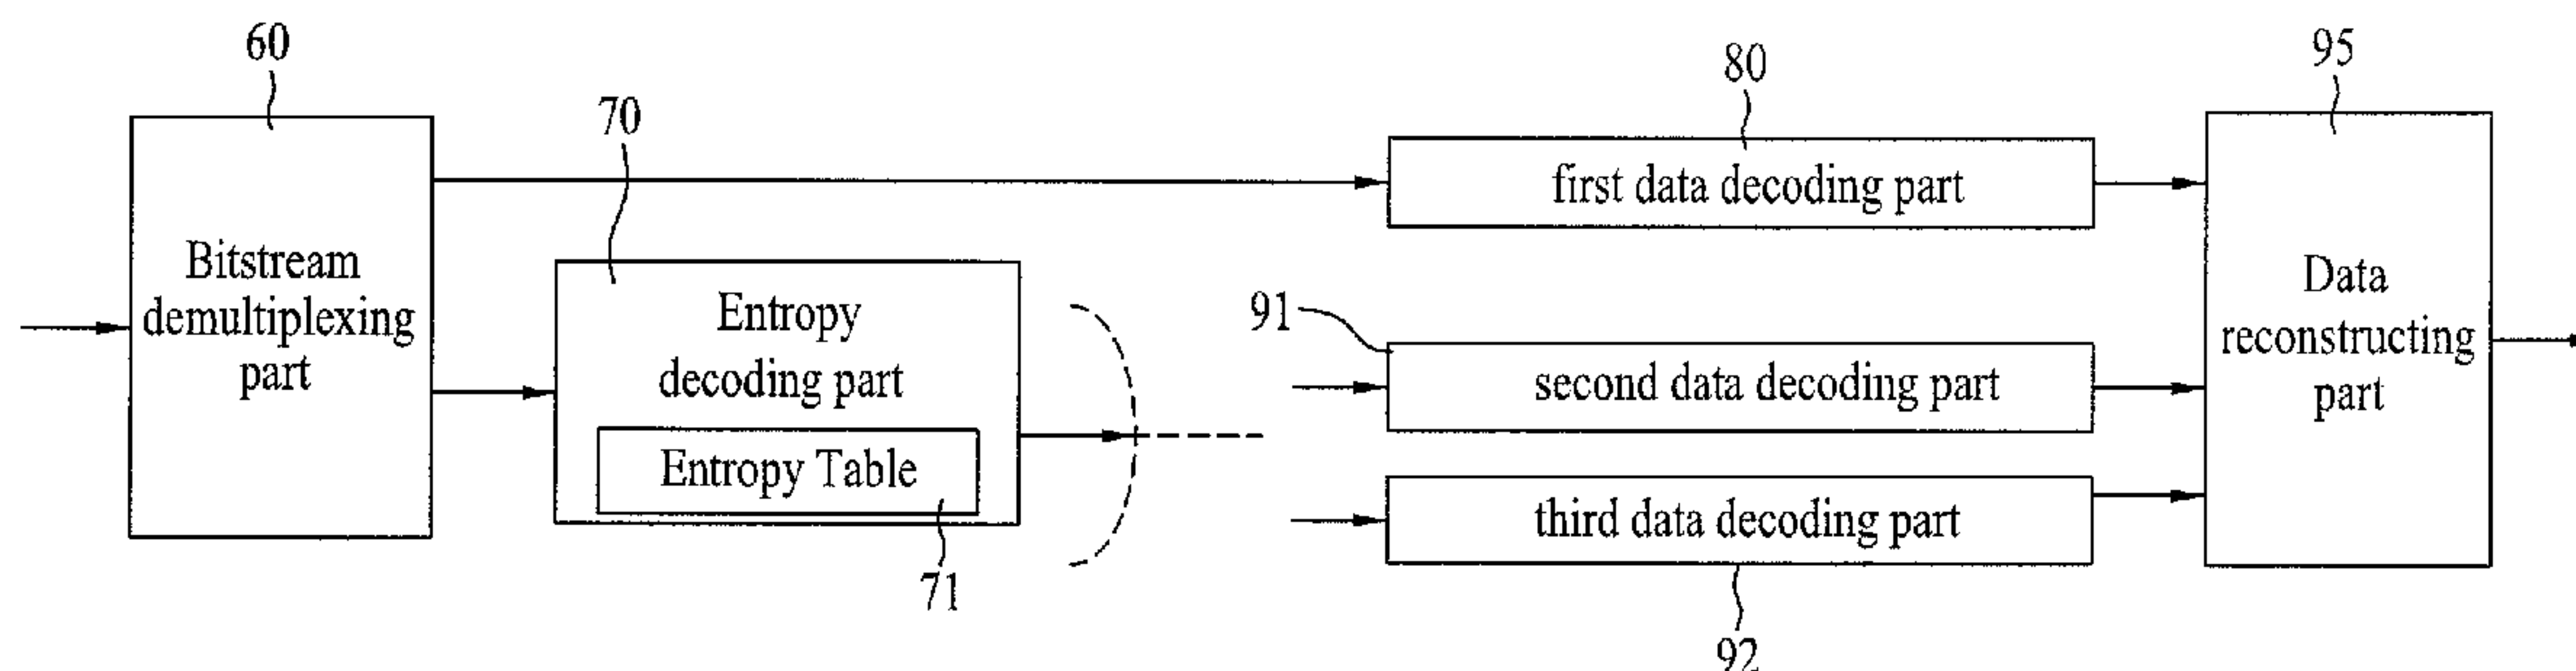 60
Bitstream
demultiplexing
part
70
Entropy
decoding part
Entropy Table
71
80
first data decoding part
91
second data decoding part
third data decoding part
92
95
Data
reconstructing
part